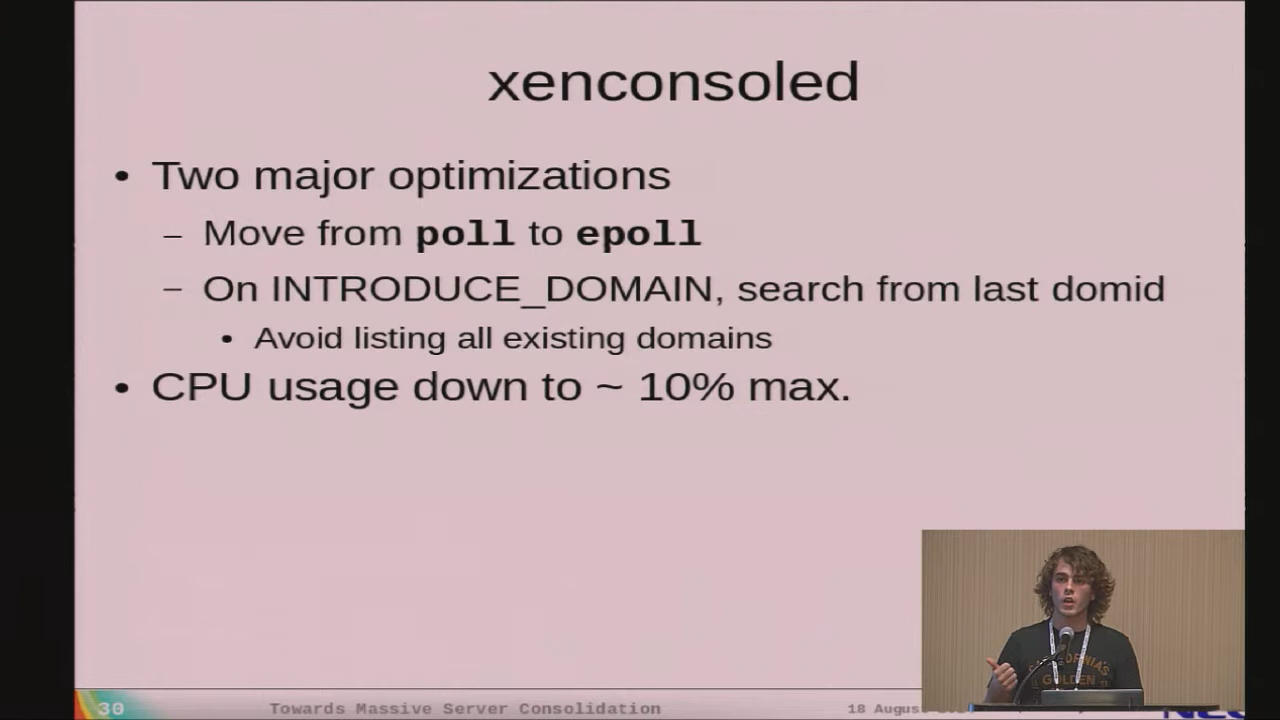 xenconsoled
• Two major optimizations
– Move from poll to epoll
– On INTRODUCE_DOMAIN, search from last domid
• Avoid listing all existing domains
• CPU usage down to ~ 10% max.
30 Towards Massive Server Consolidation 18 August
GOLDEN